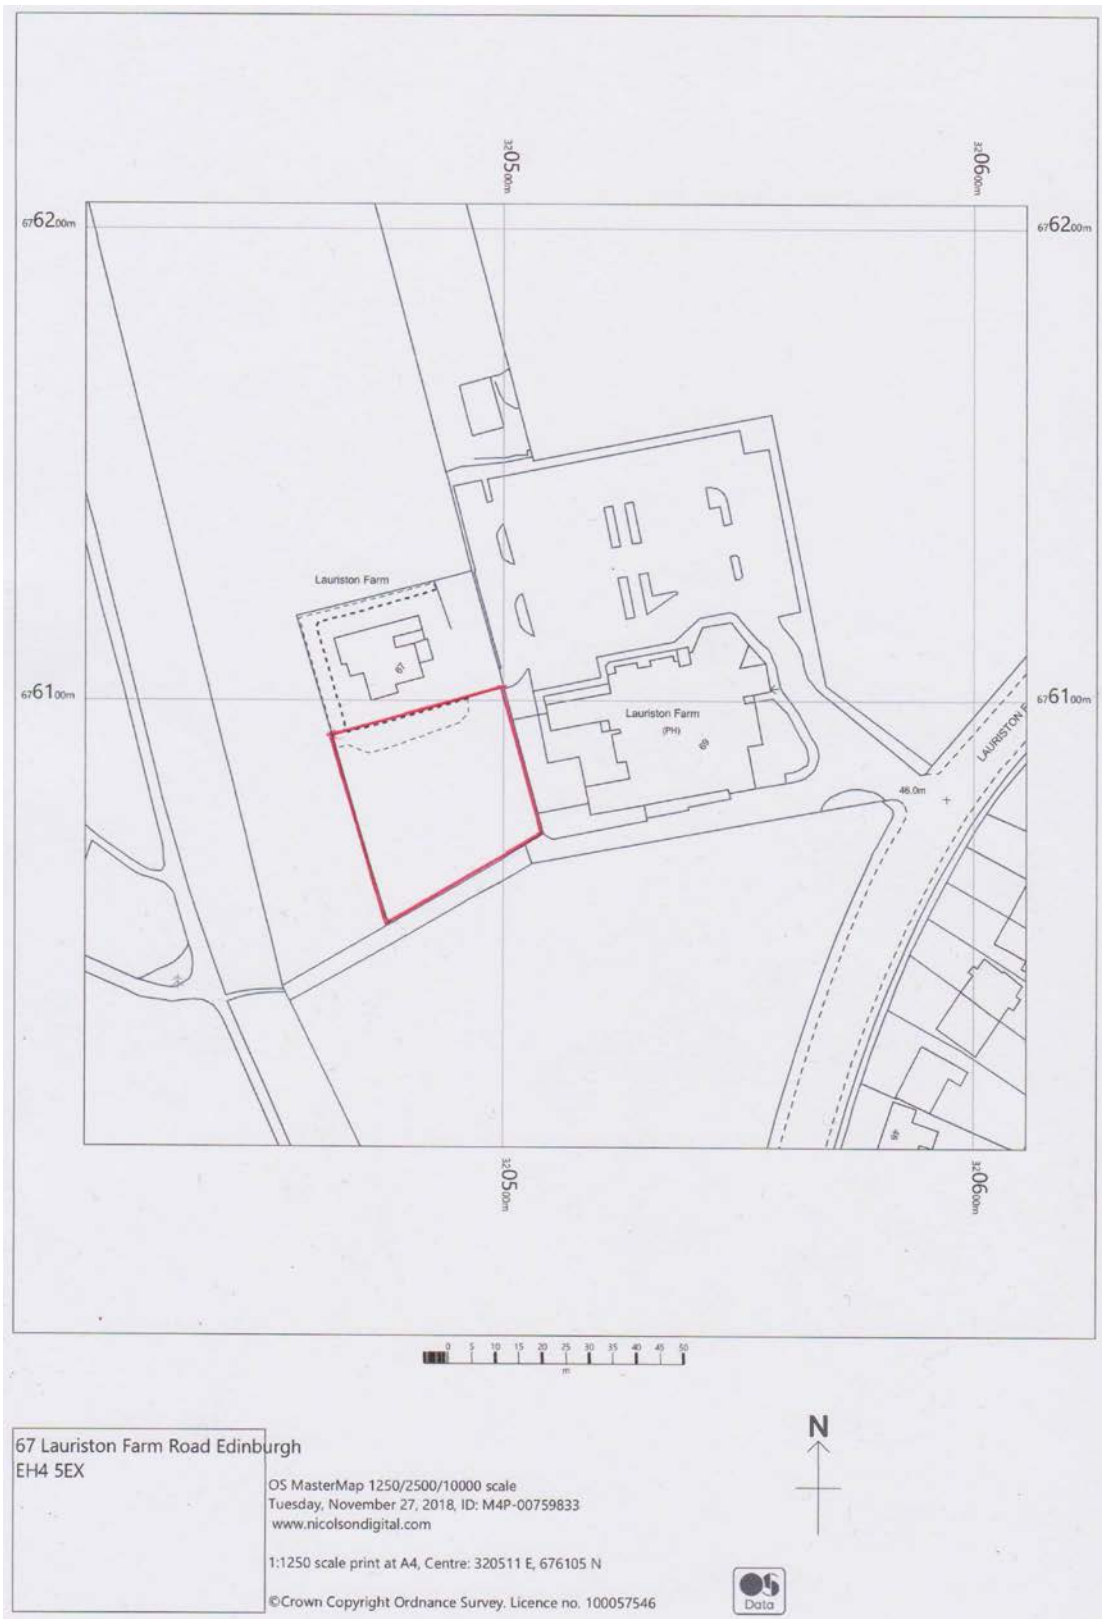 320500m
320600m
676200m
676200m
Lauriston Farm
67
676100m
676100m
Lauriston Farm
(PH)
69
LAURISTON F
46.0m
48
320500m
320600m
0 5 10 15 20 25 30 35 40 45 50
m
N
67 Lauriston Farm Road Edinburgh
EH4 5EX
OS MasterMap 1250/2500/10000 scale
Tuesday, November 27, 2018, ID: M4P-00759833
www.nicolsondigital.com
1:1250 scale print at A4, Centre: 320511 E, 676105 N
©Crown Copyright Ordnance Survey. Licence no. 100057546
OS
Data